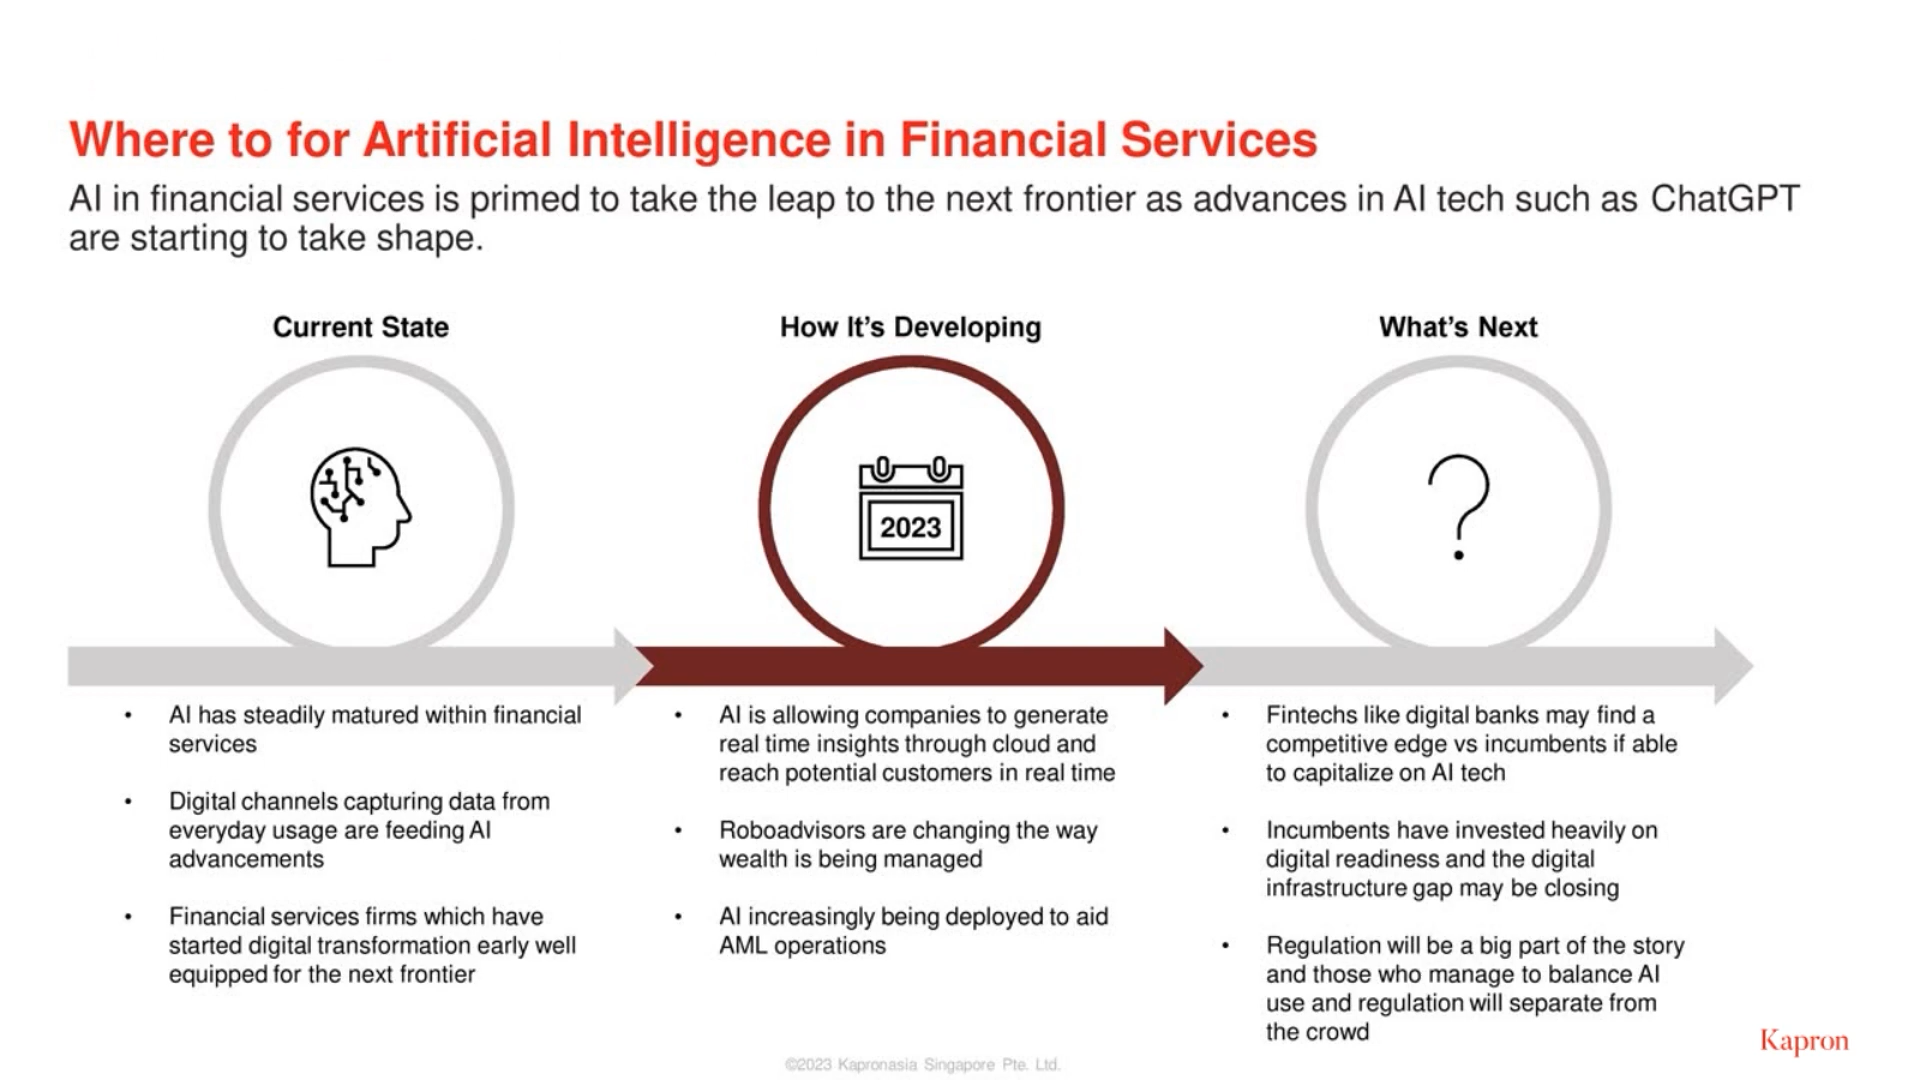 Where to for Artificial Intelligence in Financial Services
AI in financial services is primed to take the leap to the next frontier as advances in AI tech such as ChatGPT
are starting to take shape.
Current State
AI has steadily matured within financial
services
Digital channels capturing data from
everyday usage are feeding AI
advancements
Financial services firms which have
started digital transformation early well
equipped for the next frontier
How It's Developing
2023
AI is allowing companies to generate
real time insights through cloud and
reach potential customers in real time
Roboadvisors are changing the way
wealth is being managed
AI increasingly being deployed to aid
AML operations
What's Next
?
Fintechs like digital banks may find a
competitive edge vs incumbents if able
to capitalize on AI tech
Incumbents have invested heavily on
digital readiness and the digital
infrastructure gap may be closing
Regulation will be a big part of the story
and those who manage to balance AI
use and regulation will separate from
the crowd
©2023 Kapronasia Singapore Pte. Ltd.
Kapron